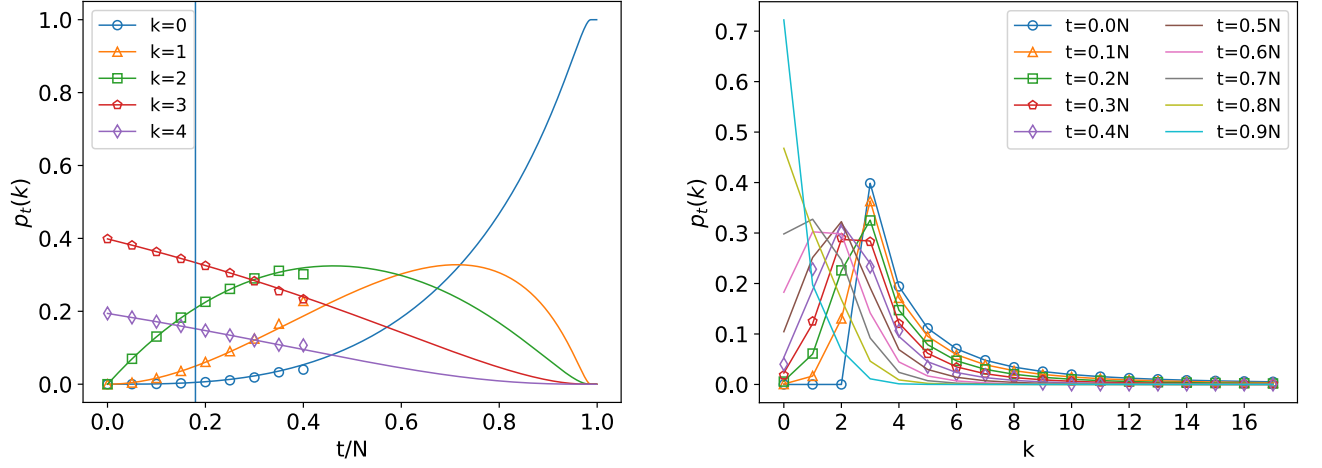 1.0
0.8
0.6
0.4
0.2
0.0
p_t(k)
k=0
k=1
k=2
k=3
k=4
0.0 0.2 0.4 0.6 0.8 1.0
t/N
0.7
0.6
0.5
0.4
0.3
0.2
0.1
0.0
p_t(k)
t=0.0N t=0.5N
t=0.1N t=0.6N
t=0.2N t=0.7N
t=0.3N t=0.8N
t=0.4N t=0.9N
0 2 4 6 8 10 12 14 16
k